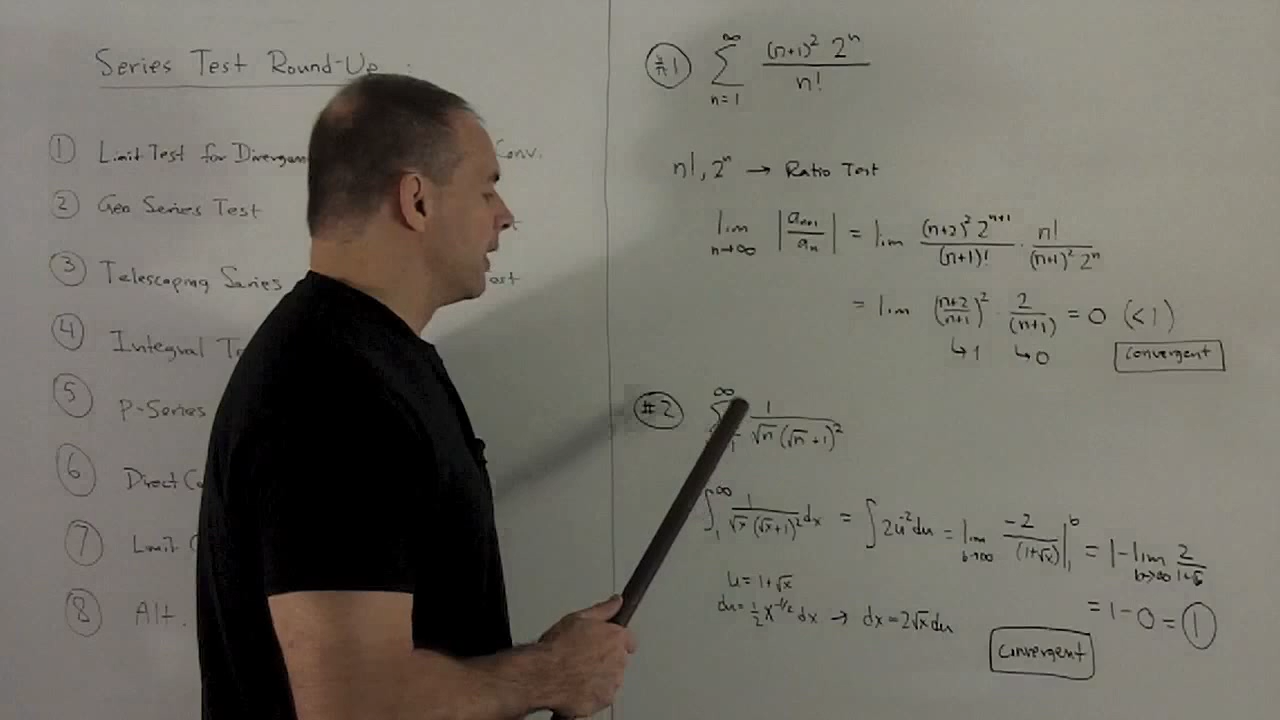 Series Test Round-Up :
① Limit Test for Divergen Conv.
② Geo Series Test
③ Telescoping Series
④ Integral
⑤ P-Series
⑥ Direct
⑦ Limit
⑧ Alt.
#1 ∑_{n=1}^{∞} (n+1)² 2ⁿ / n!
n!, 2ⁿ → Ratio Test
lim_{n→∞} |a_{n+1}/a_n| = lim (n+2)² 2^{n+1} / (n+1)! · n! / (n+1)² 2ⁿ
= lim ((n+2)/(n+1))² · 2/(n+1) = 0 (<1)
↳ 1 ↳ 0 Convergent
#2 ∑^{∞} 1 / √n (√n+1)²
∫_1^∞ 1/(√x (√x+1)²) dx = ∫ 2u⁻² du = lim_{b→∞} -2/(1+√x) |_1^b = 1 - lim_{b→∞} 2/(1+√b)
u = 1+√x
du = ½ x^{-1/2} dx → dx = 2√x du
= 1 - 0 = 1
Convergent